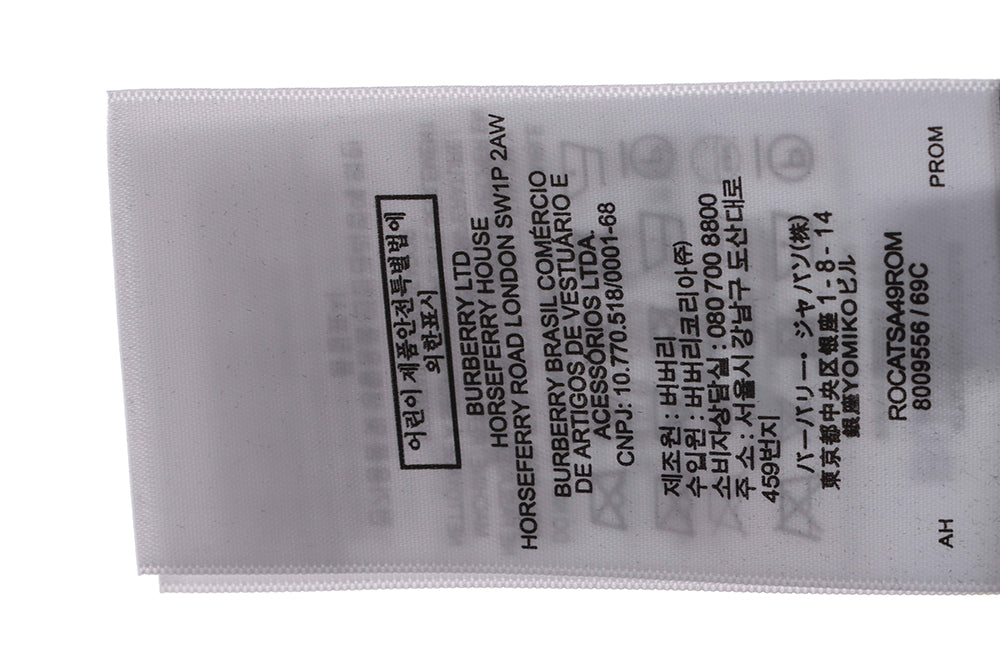 어린이 제품안전특별법에
의한표시
BURBERRY LTD
HORSEFERRY HOUSE
HORSEFERRY ROAD LONDON SW1P 2AW
BURBERRY BRASIL COMÉRCIO
DE ARTIGOS DE VESTUÁRIO E
ACESSÓRIOS LTDA.
CNPJ: 10.770.518/0001-68
제조원 : 버버리
수입원 : 버버리코리아(주)
소비자상담실 : 080 700 8800
주 소 : 서울시 강남구 도산대로
459번지
バーバリー・ジャパン(株)
東京都中央区銀座 1 - 8 - 14
銀座YOMIKOビル
ROCATSA49ROM
8009556 / 69C
AH PROM